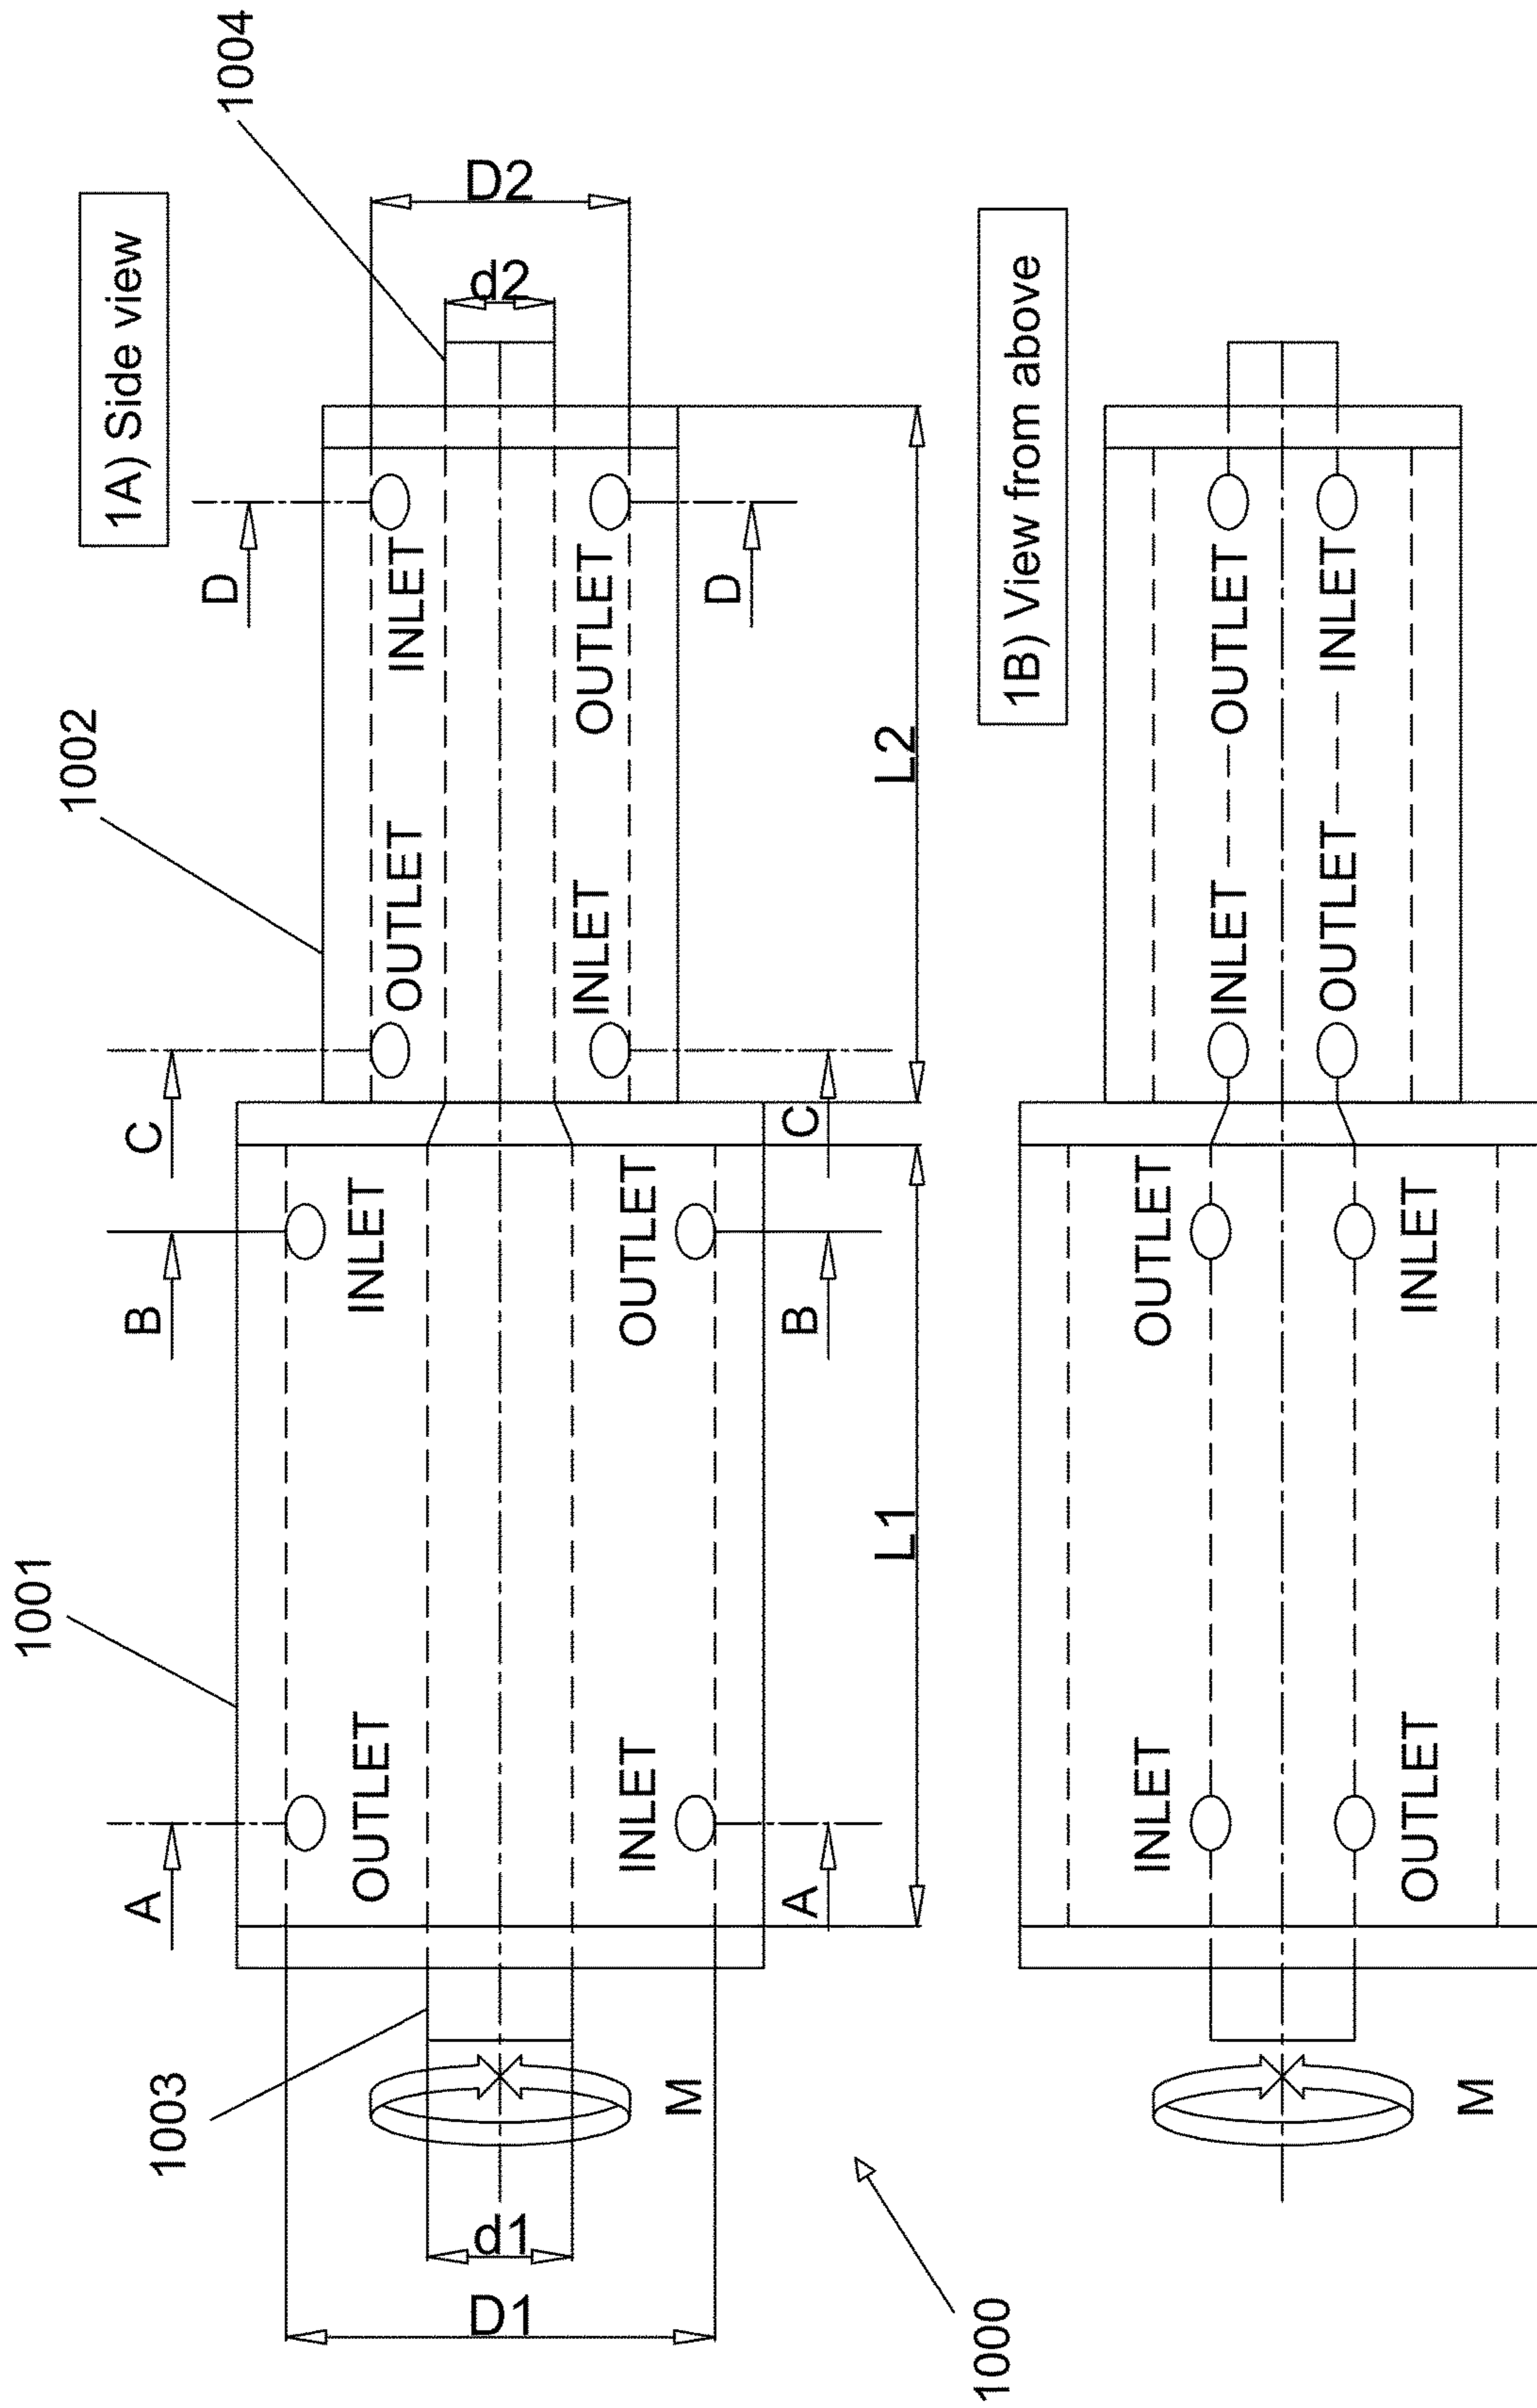 1A) Side view
1004
1002
1001
1003
1000
D2
d2
D
INLET
OUTLET
D
OUTLET
INLET
C
C
L2
B
INLET
OUTLET
B
A
OUTLET
INLET
A
L1
M
d1
D1
1B) View from above
INLET
OUTLET
OUTLET
INLET
INLET
OUTLET
OUTLET
INLET
M